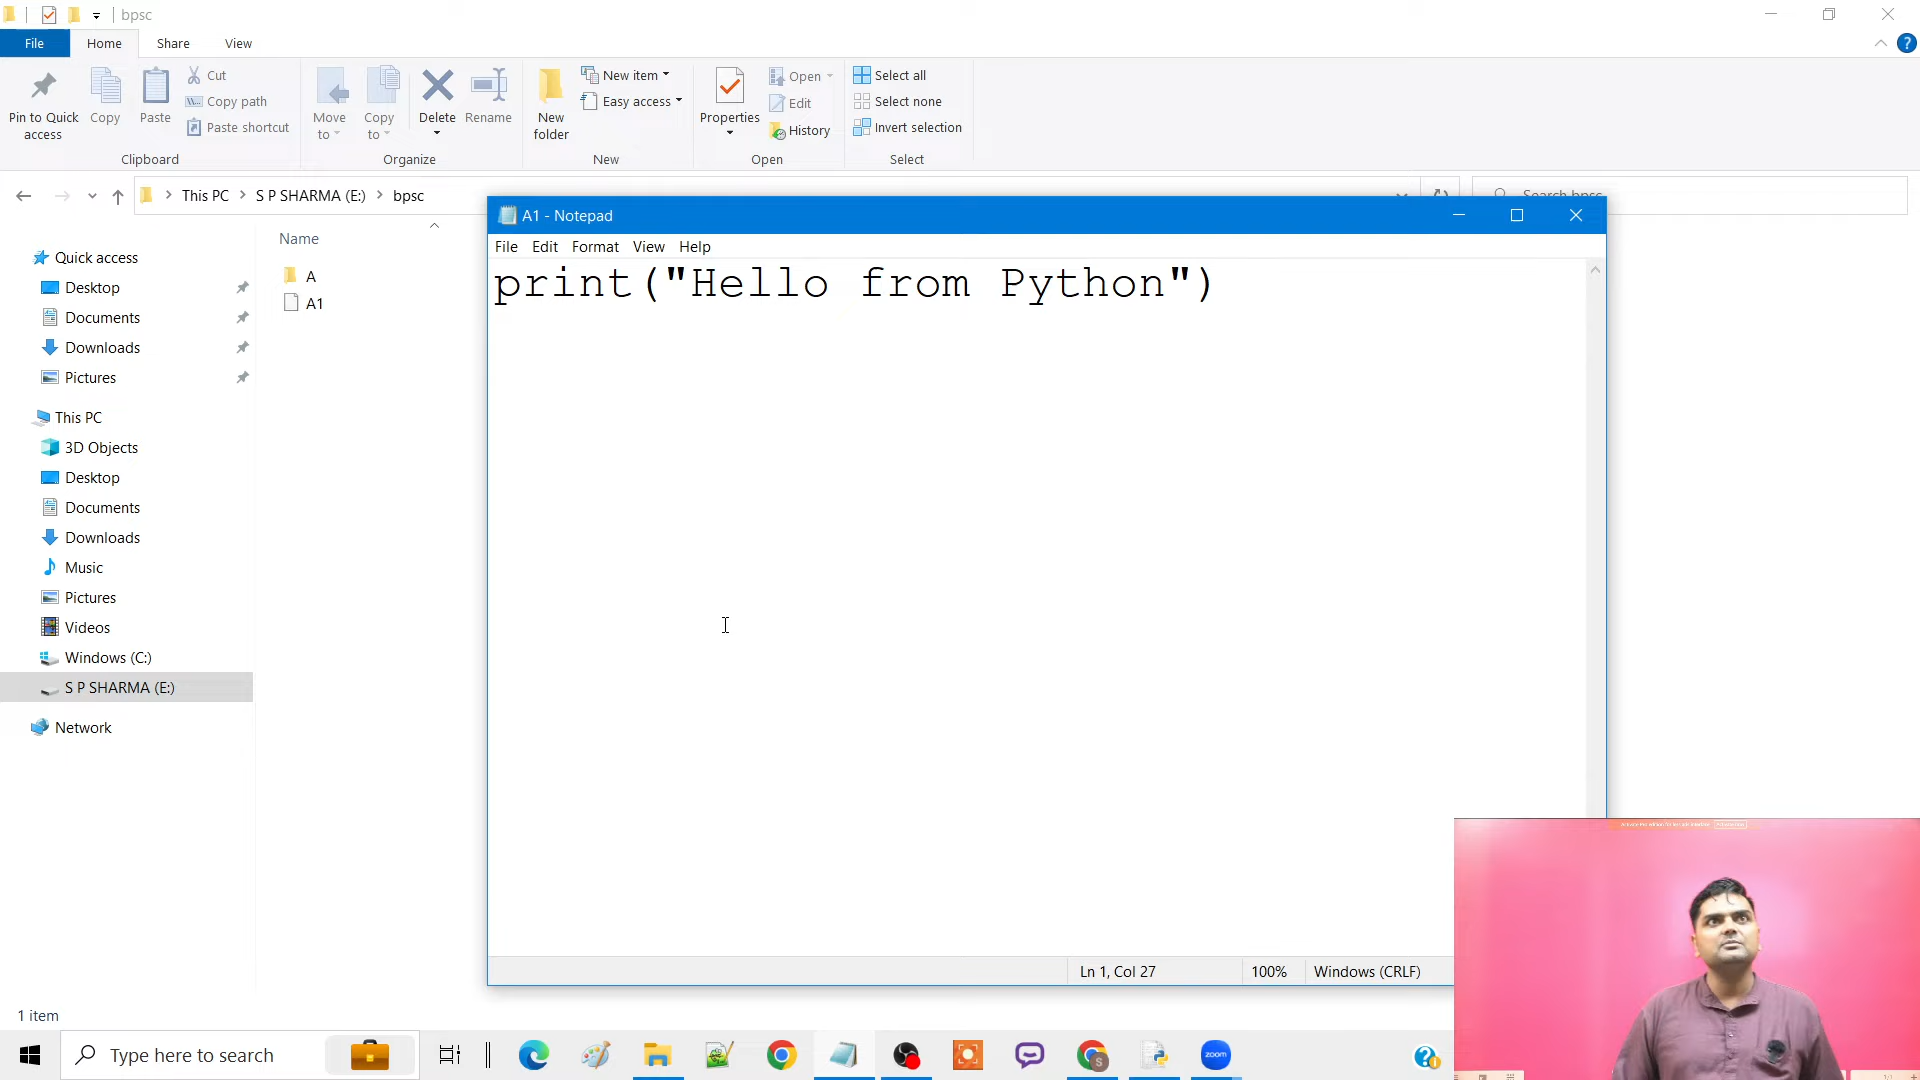 bpsc
File
Home
Share
View
Pin to Quick access
Copy
Paste
Cut
Copy path
Paste shortcut
Clipboard
Move to
Copy to
Delete
Rename
Organize
New folder
New item
Easy access
New
Properties
Open
Edit
History
Open
Select all
Select none
Invert selection
Select
This PC
S P SHARMA (E:)
bpsc
Search bpsc
Name
A
A1
Quick access
Desktop
Documents
Downloads
Pictures
This PC
3D Objects
Desktop
Documents
Downloads
Music
Pictures
Videos
Windows (C:)
S P SHARMA (E:)
Network
1 item
A1 - Notepad
File Edit Format View Help
print("Hello from Python")
Ln 1, Col 27
100%
Windows (CRLF)
Type here to search
zoom
S